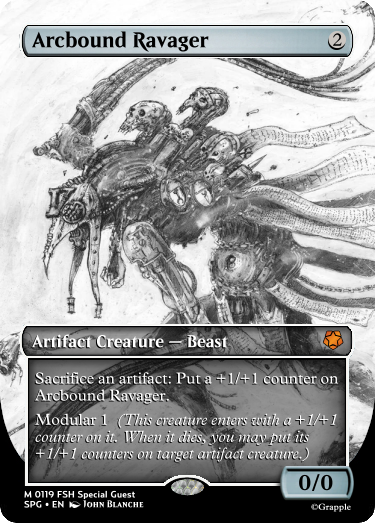 Arcbound Ravager 2
Artifact Creature — Beast
Sacrifice an artifact: Put a +1/+1 counter on
Arcbound Ravager.
Modular 1 (This creature enters with a +1/+1
counter on it. When it dies, you may put its
+1/+1 counters on target artifact creature.)
0/0
M 0119 FSH Special Guest
SPG • EN John Blanche
©Grapple